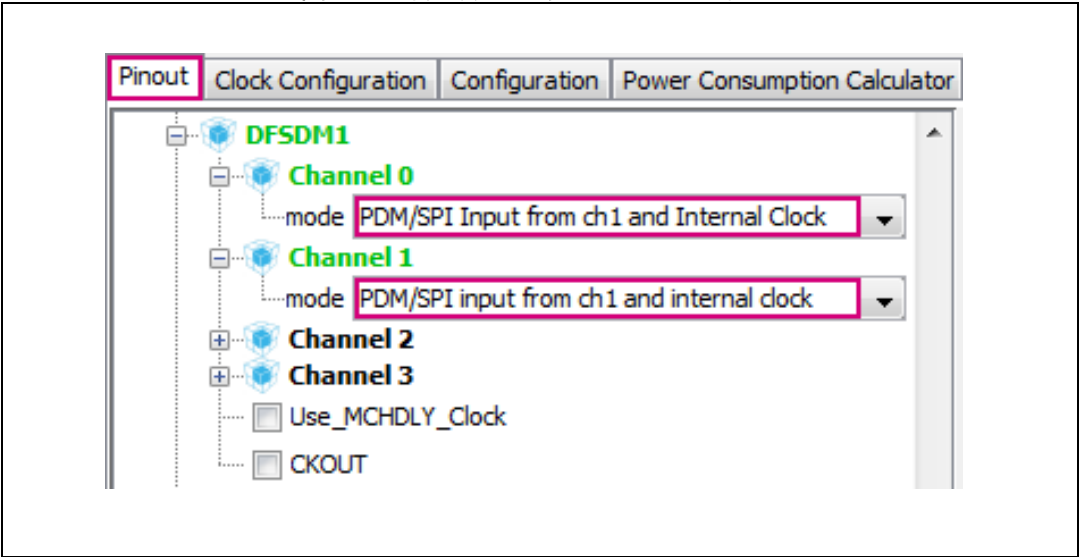 Pinout Clock Configuration Configuration Power Consumption Calculator
DFSDM1
Channel 0
mode PDM/SPI Input from ch1 and Internal Clock
Channel 1
mode PDM/SPI input from ch1 and internal clock
Channel 2
Channel 3
Use_MCHDLY_Clock
CKOUT